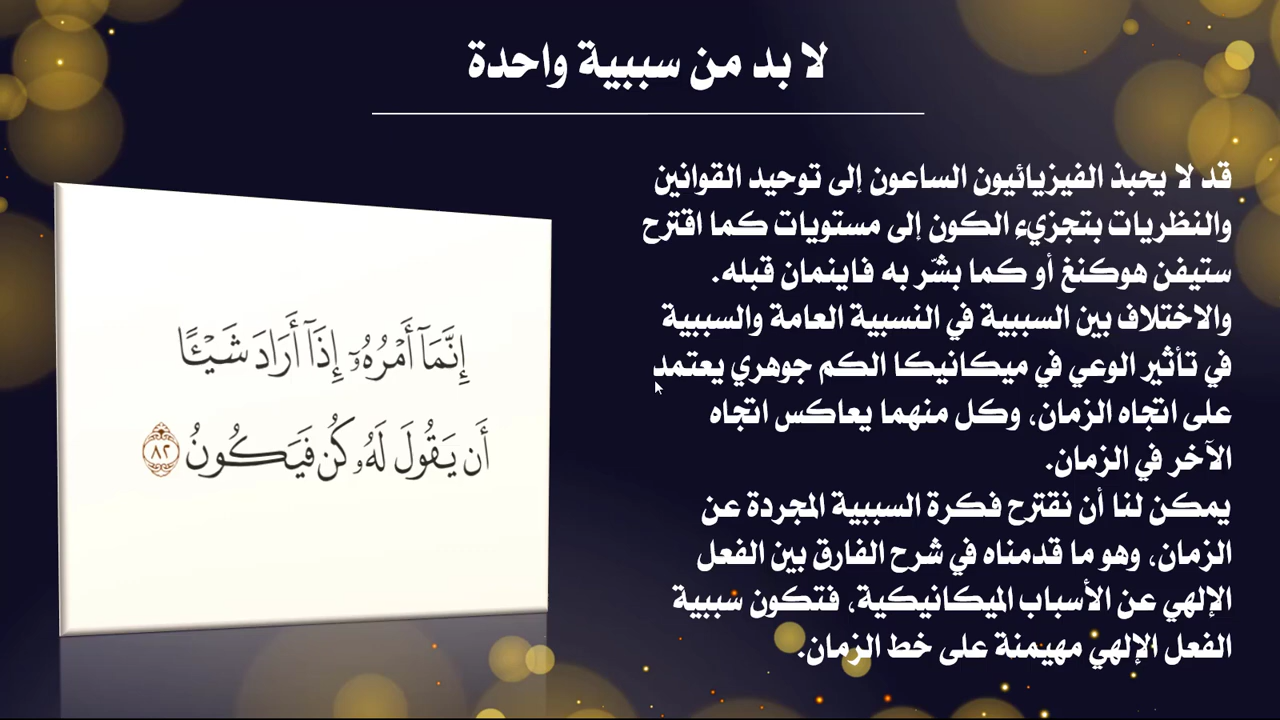 لا بد من سببية واحدة
قد لا يحبذ الفيزيائيون الساعون إلى توحيد القوانين
والنظريات بتجزيء الكون إلى مستويات كما اقترح
ستيفن هوكنغ أو كما بشّر به فاينمان قبله.
والاختلاف بين السببية في النسبية العامة والسببية
في تأثير الوعي في ميكانيكا الكم جوهري يعتمد
على اتجاه الزمان، وكل منهما يعاكس اتجاه
الآخر في الزمان.
يمكن لنا أن نقترح فكرة السببية المجردة عن
الزمان، وهو ما قدمناه في شرح الفارق بين الفعل
الإلهي عن الأسباب الميكانيكية، فتكون سببية
الفعل الإلهي مهيمنة على خط الزمان.
إِنَّمَآ أَمْرُهُۥٓ إِذَآ أَرَادَ شَيْـًٔا
أَن يَقُولَ لَهُۥ كُن فَيَكُونُ ٨٢